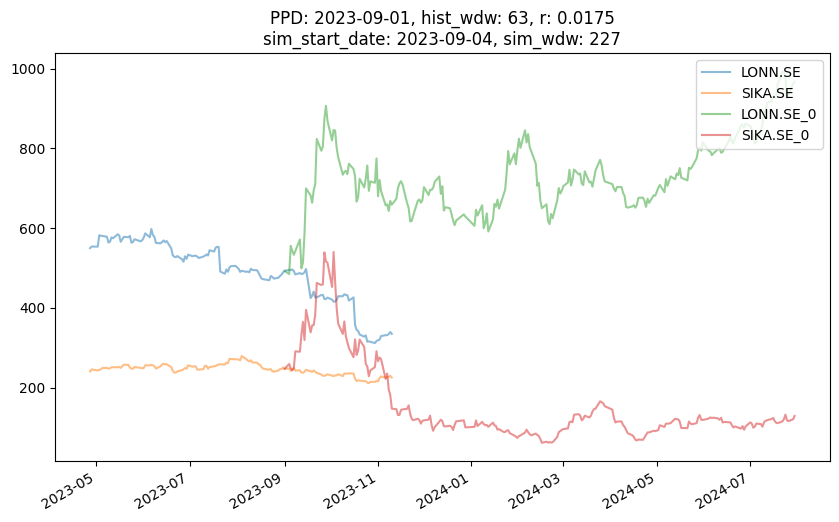 PPD: 2023-09-01, hist_wdw: 63, r: 0.0175
sim_start_date: 2023-09-04, sim_wdw: 227
1000
800
600
400
200
LONN.SE
SIKA.SE
LONN.SE_0
SIKA.SE_0
2023-05
2023-07
2023-09
2023-11
2024-01
2024-03
2024-05
2024-07